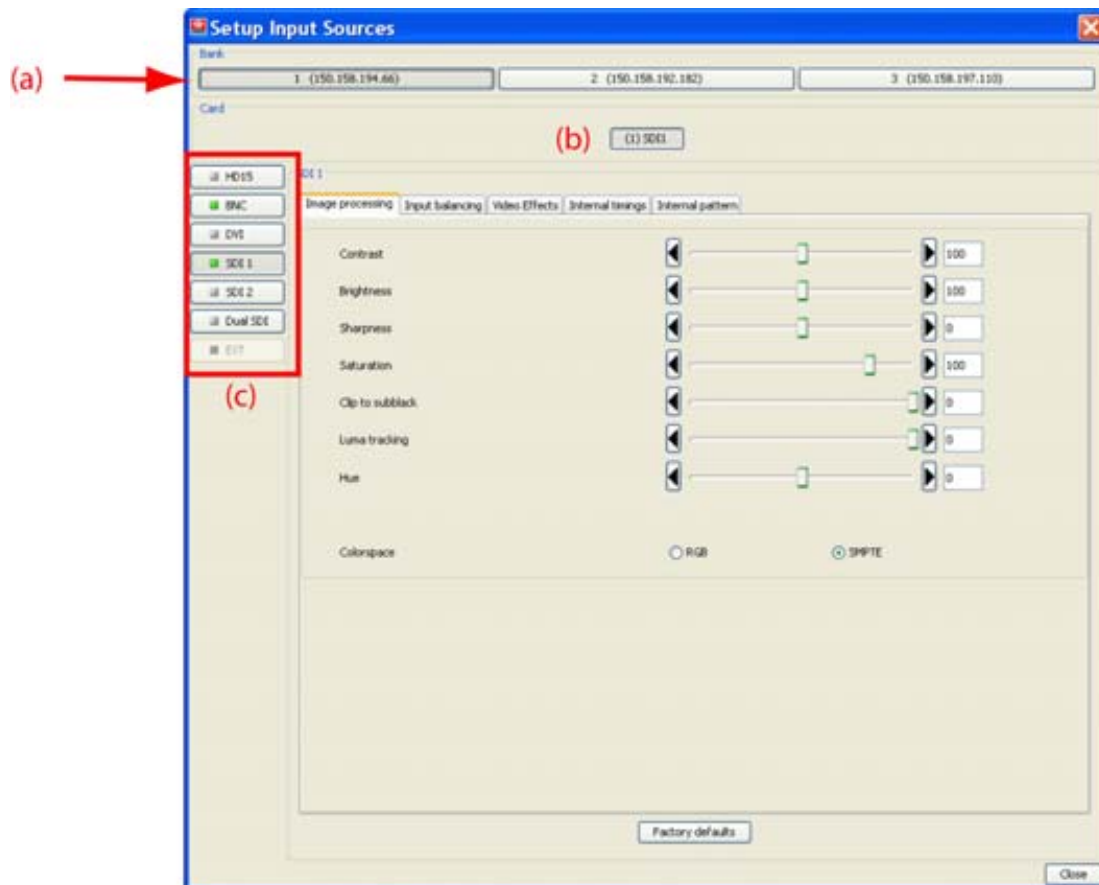 Setup Input Sources
Bank
(a)
1 (150.158.194.66)
2 (150.158.192.182)
3 (150.158.197.110)
Card
(b)
(1) SDI1
HD15
BNC
DVI
SDI 1
SDI 2
Dual SDI
EXT
(c)
SDI 1
Image processing
Input balancing
Video Effects
Internal timings
Internal pattern
Contrast
100
Brightness
100
Sharpness
0
Saturation
100
Clip to subblack
0
Luma tracking
0
Hue
0
Colorspace
RGB
SMPTE
Factory defaults
Close